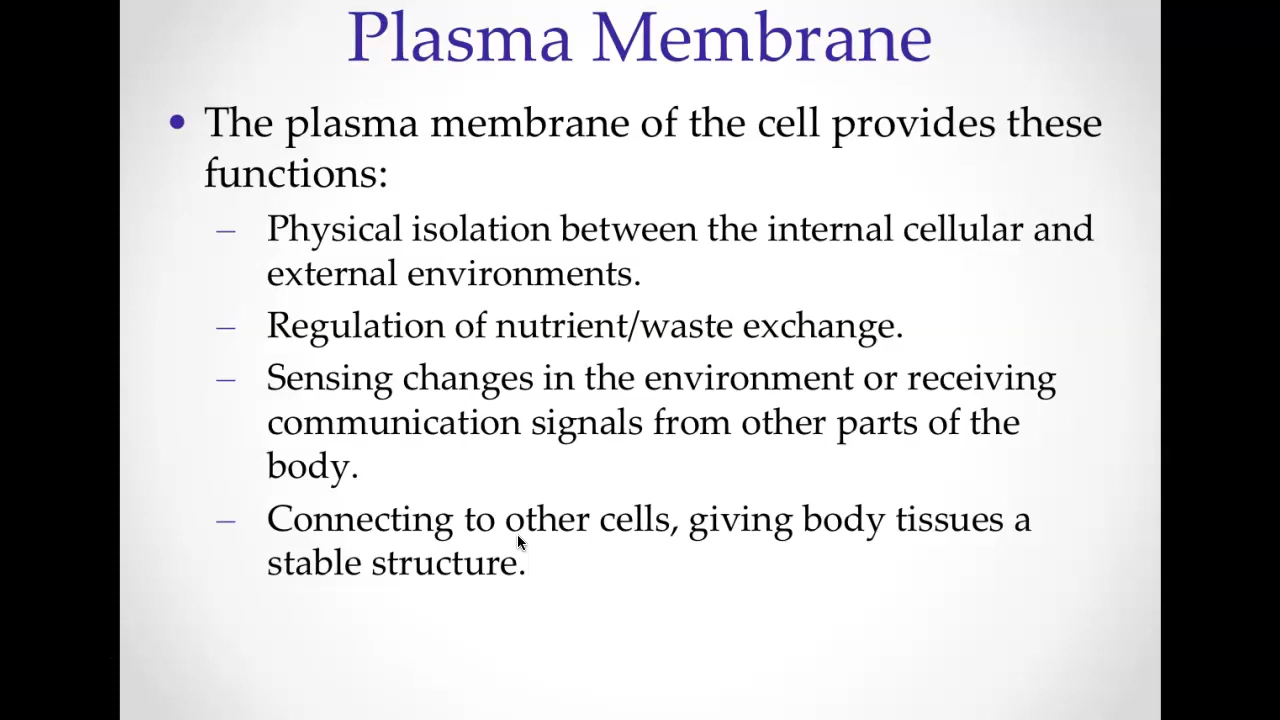 Plasma Membrane
• The plasma membrane of the cell provides these
functions:
– Physical isolation between the internal cellular and
external environments.
– Regulation of nutrient/waste exchange.
– Sensing changes in the environment or receiving
communication signals from other parts of the
body.
– Connecting to other cells, giving body tissues a
stable structure.